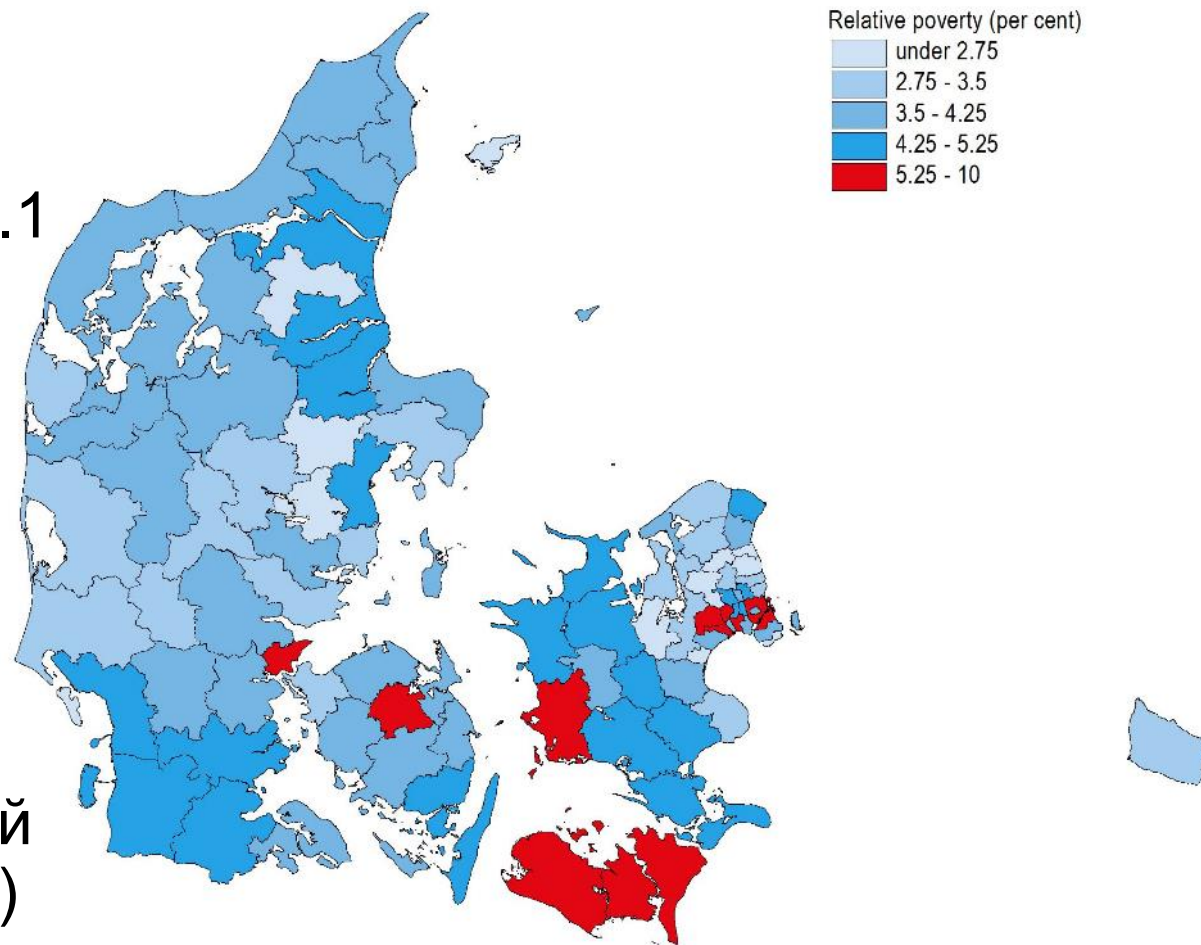 Relative poverty (per cent)
under 2.75
2.75 - 3.5
3.5 - 4.25
4.25 - 5.25
5.25 - 10
.1
й
)